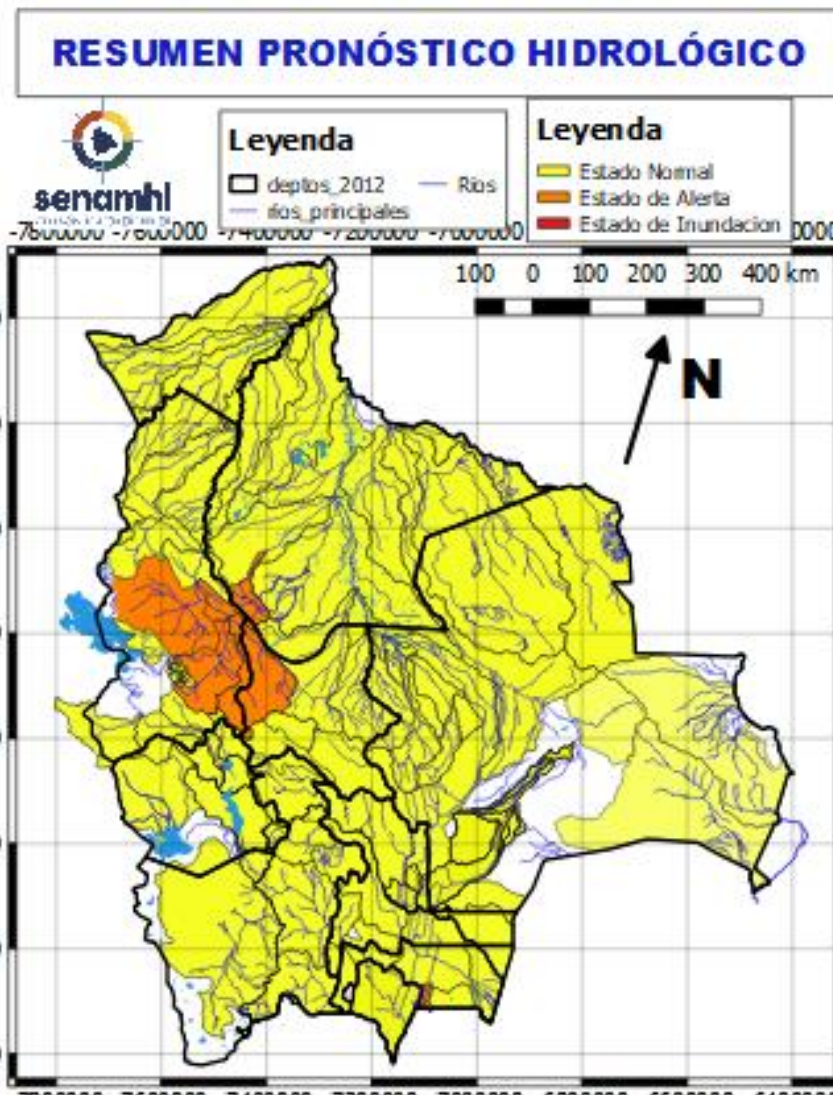 RESUMEN PRONÓSTICO HIDROLÓGICO
senamhi
Leyenda
deptos_2012
Rios
rios_principales
Leyenda
Estado Normal
Estado de Alerta
Estado de Inundacion
-7600000 -7400000 -7200000 -7000000
100 0 100 200 300 400 km
N